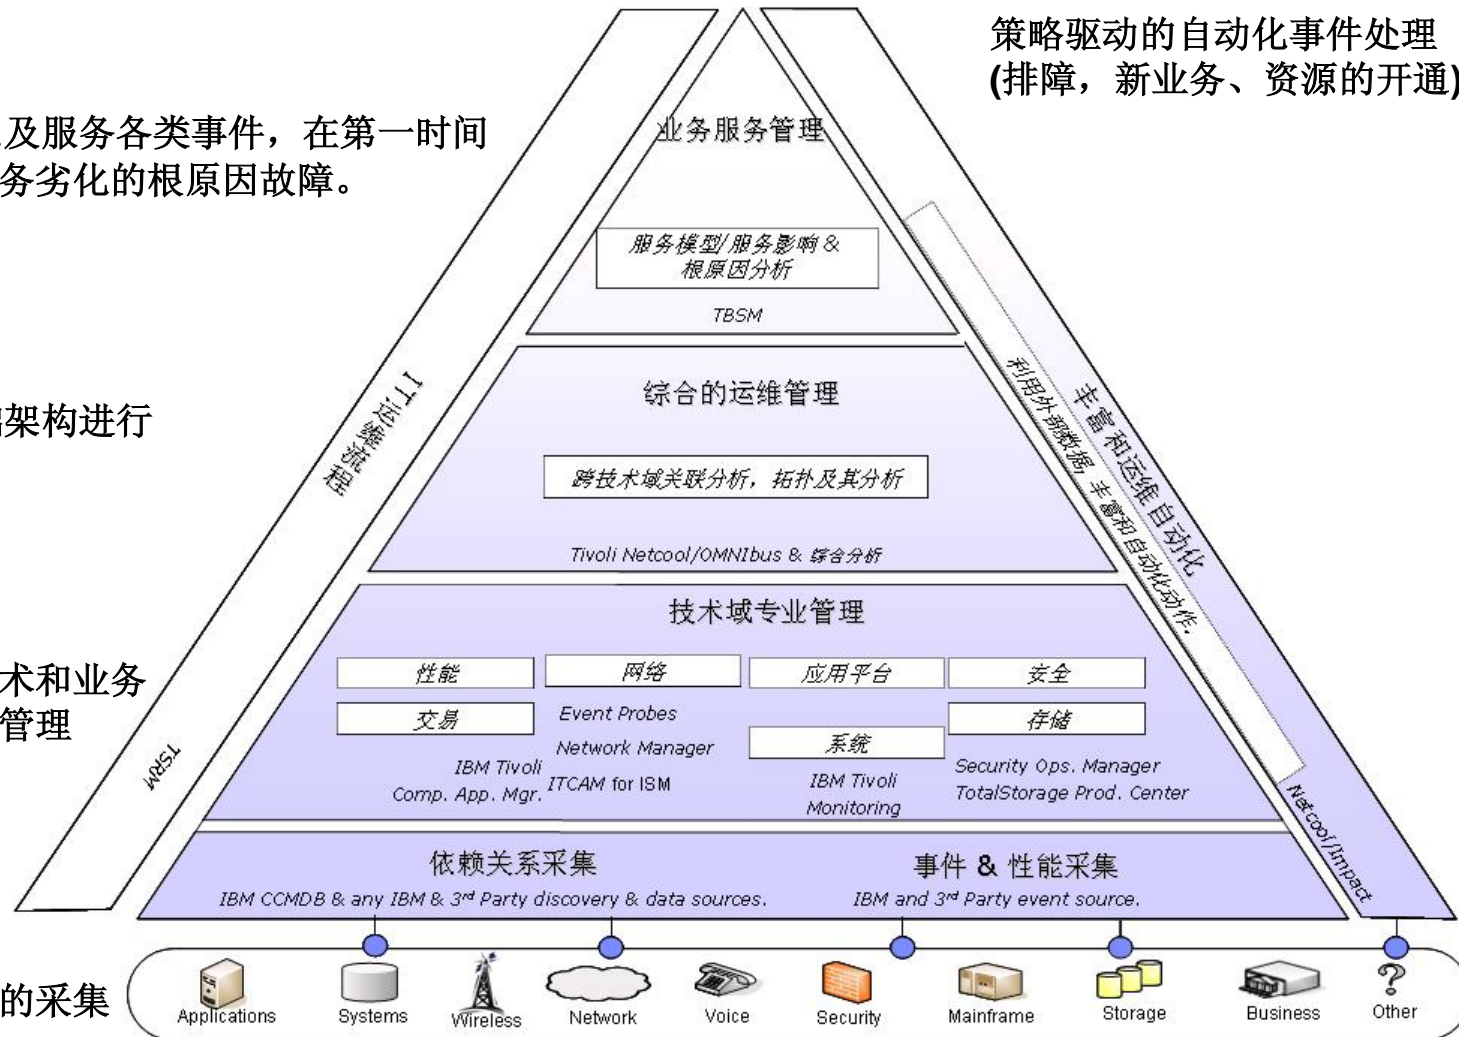 策略驱动的自动化事件处理
(排障，新业务、资源的开通)
及服务各类事件，在第一时间
务劣化的根原因故障。
业务服务管理
服务模型/服务影响 &
根原因分析
TBSM
架构进行
IT运维流程
综合的运维管理
跨技术域关联分析，拓扑及其分析
Tivoli Netcool/OMNIbus & 综合分析
丰富和运维自动化
利用外部数据，丰富和自动化动作.
技术域专业管理
性能
网络
应用平台
安全
交易
Event Probes
存储
Network Manager
系统
术和业务
管理
TSRM
IBM Tivoli
Comp. App. Mgr.
ITCAM for ISM
IBM Tivoli
Monitoring
Security Ops. Manager
TotalStorage Prod. Center
Netcool/Impact
依赖关系采集
事件 & 性能采集
IBM CCMDB & any IBM & 3rd Party discovery & data sources.
IBM and 3rd Party event source.
的采集
Applications
Systems
Wireless
Network
Voice
Security
Mainframe
Storage
Business
Other